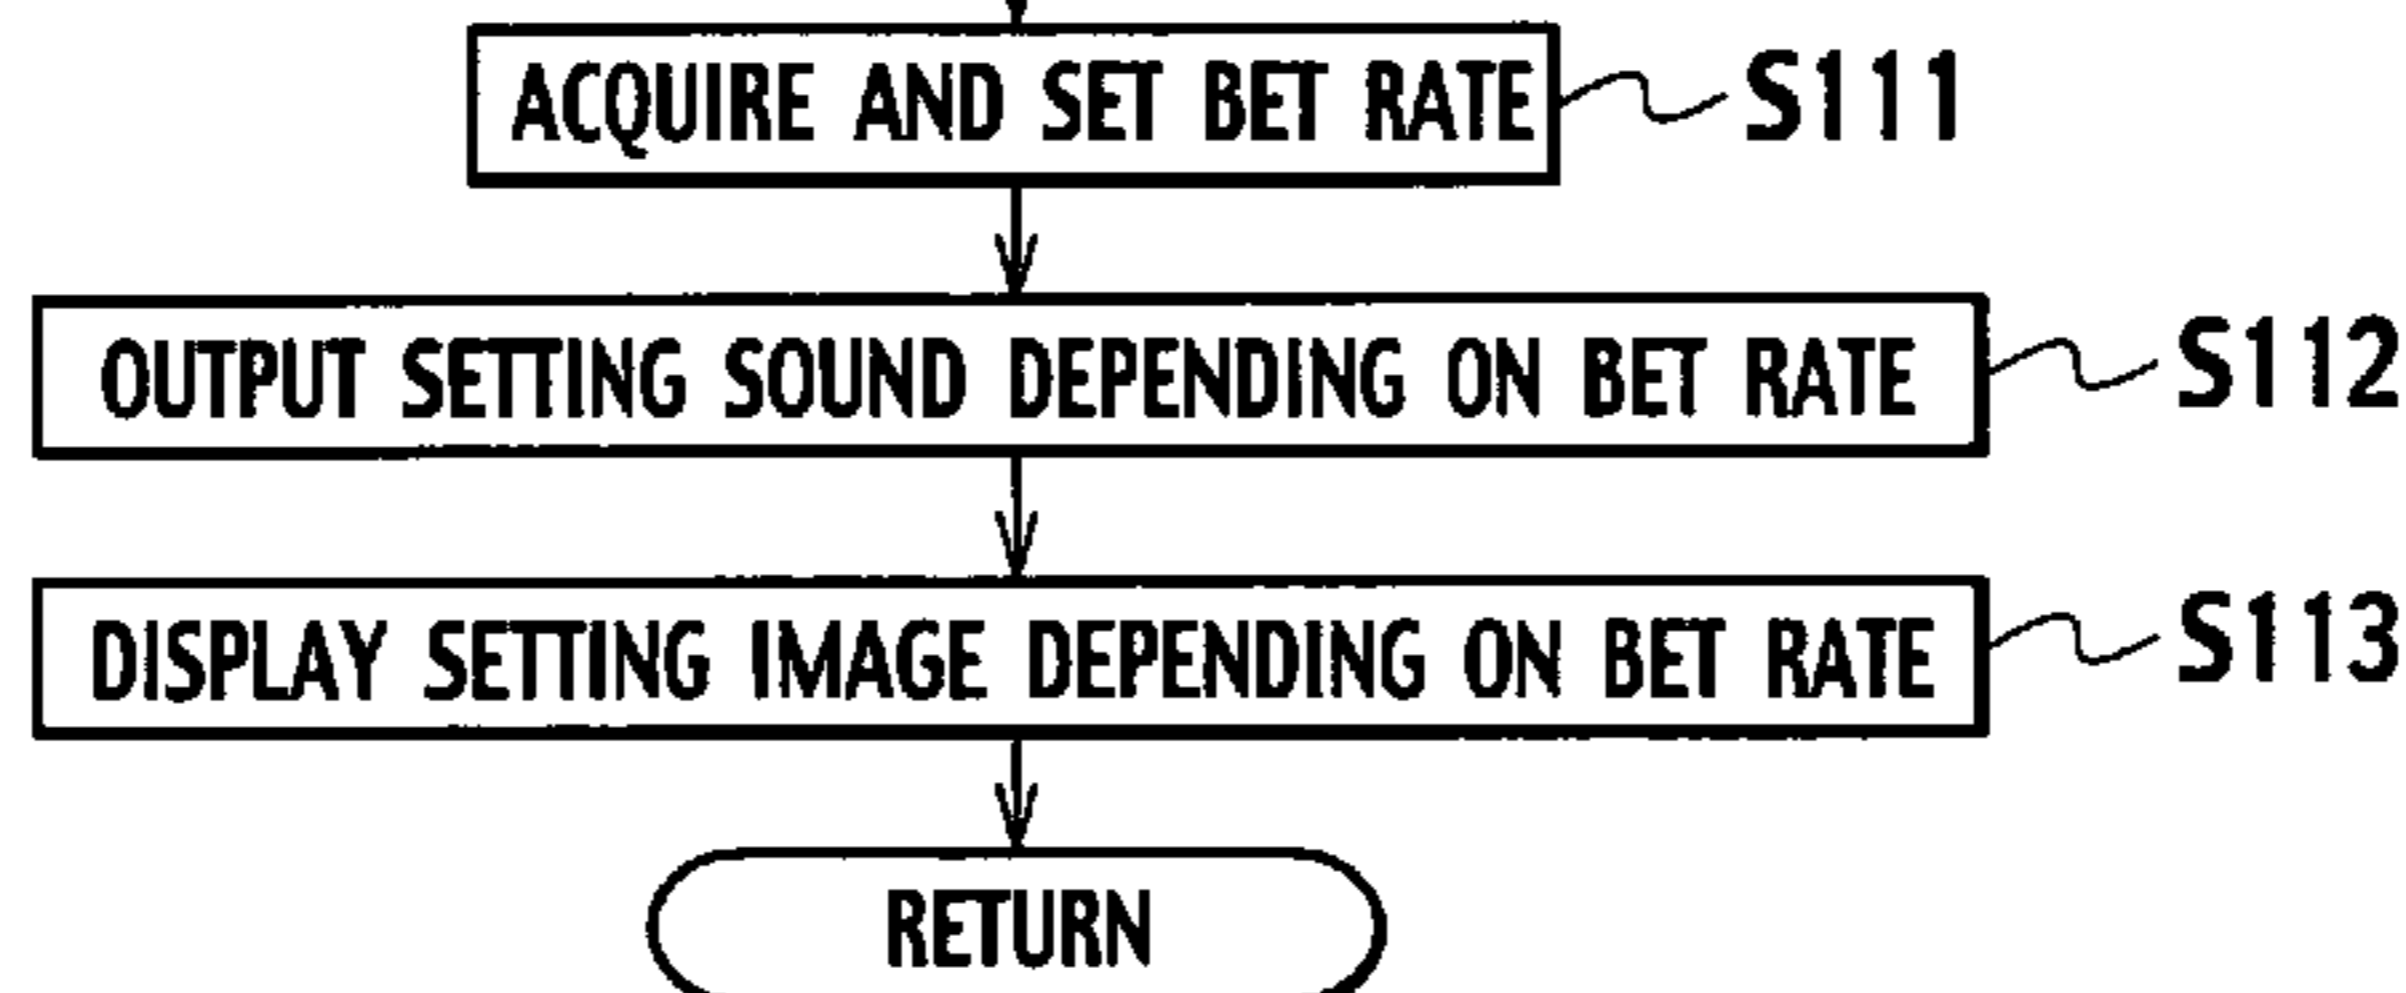 ACQUIRE AND SET BET RATE S111
OUTPUT SETTING SOUND DEPENDING ON BET RATE S112
DISPLAY SETTING IMAGE DEPENDING ON BET RATE S113
RETURN